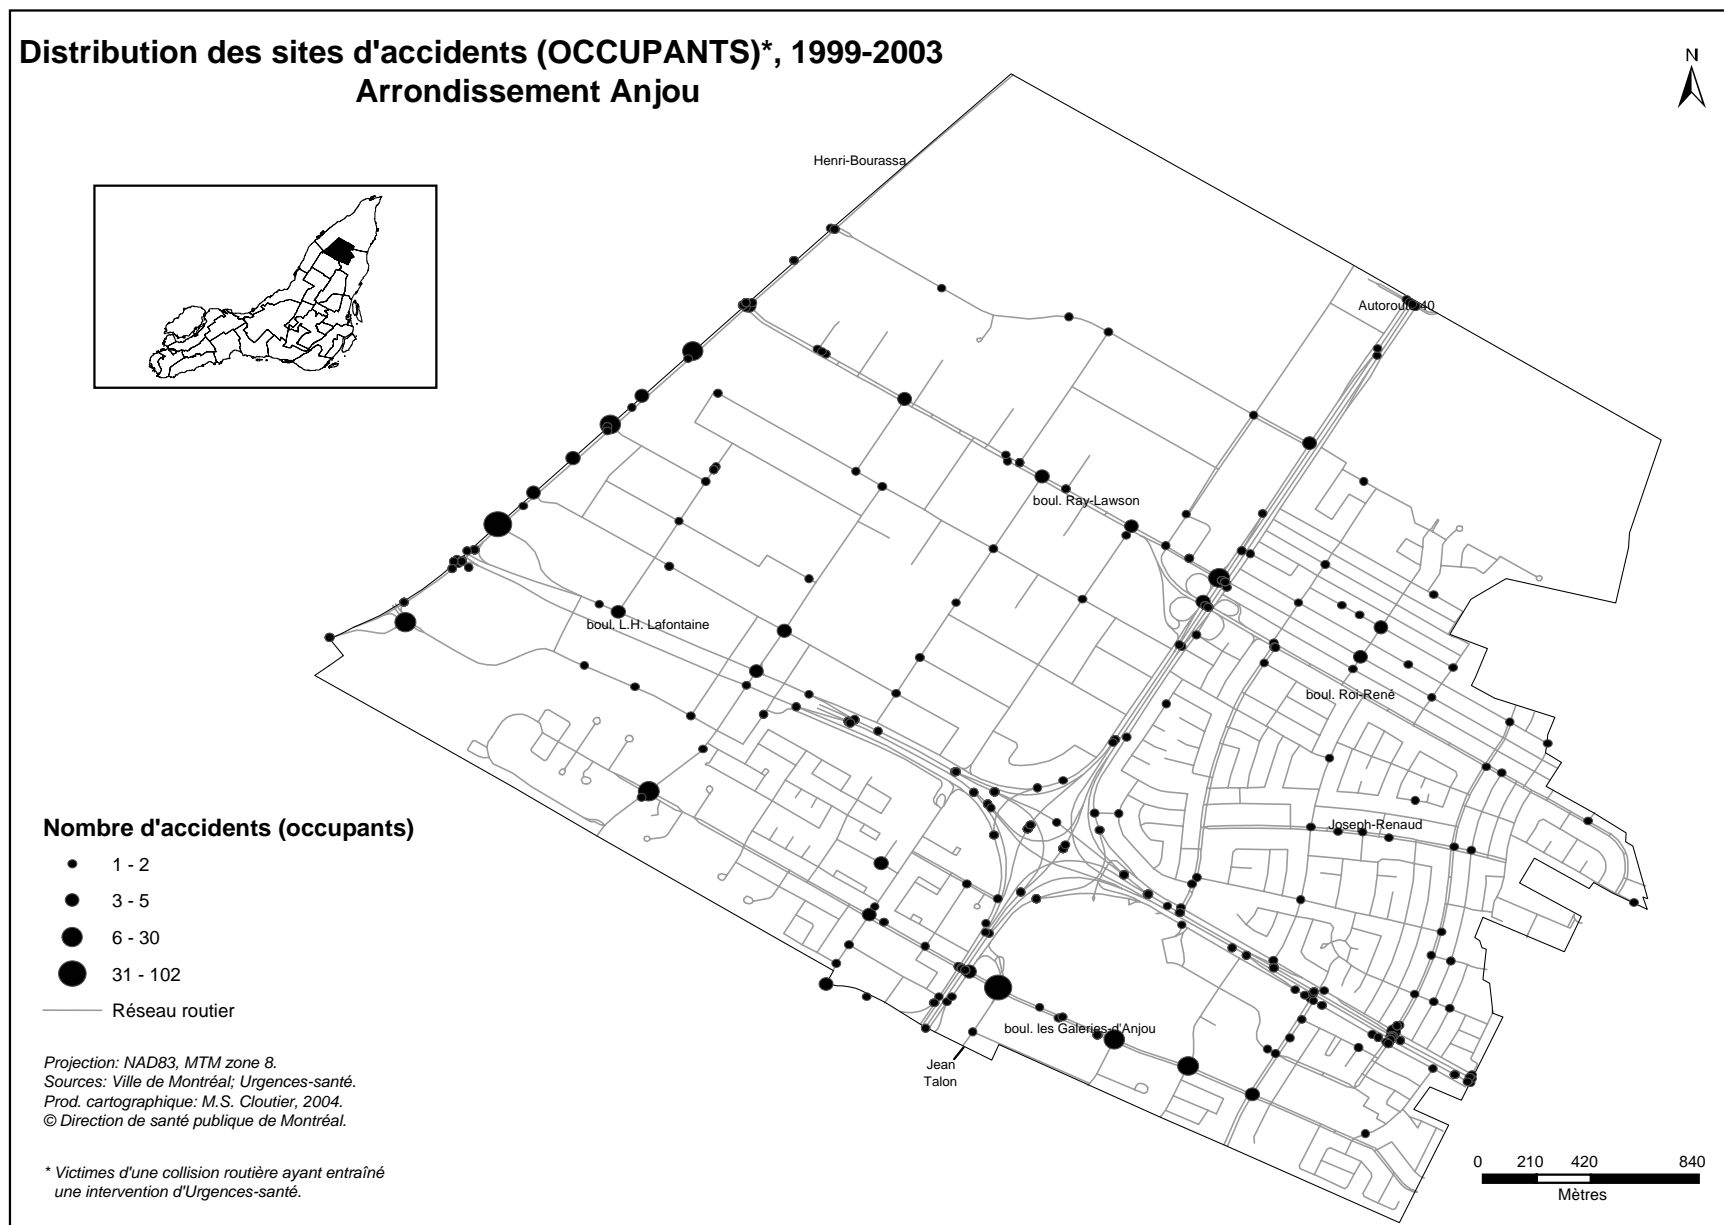 Distribution des sites d'accidents (OCCUPANTS)*, 1999-2003
Arrondissement Anjou
N
Henri-Bourassa
Autoroute 40
boul. Ray-Lawson
boul. L.H. Lafontaine
boul. Roi-René
Joseph-Renaud
Nombre d'accidents (occupants)
1 - 2
3 - 5
6 - 30
31 - 102
Réseau routier
boul. les Galeries-d'Anjou
Jean
Talon
Projection: NAD83, MTM zone 8.
Sources: Ville de Montréal; Urgences-santé.
Prod. cartographique: M.S. Cloutier, 2004.
© Direction de santé publique de Montréal.
* Victimes d'une collision routière ayant entraîné
une intervention d'Urgences-santé.
0 210 420 840
Mètres